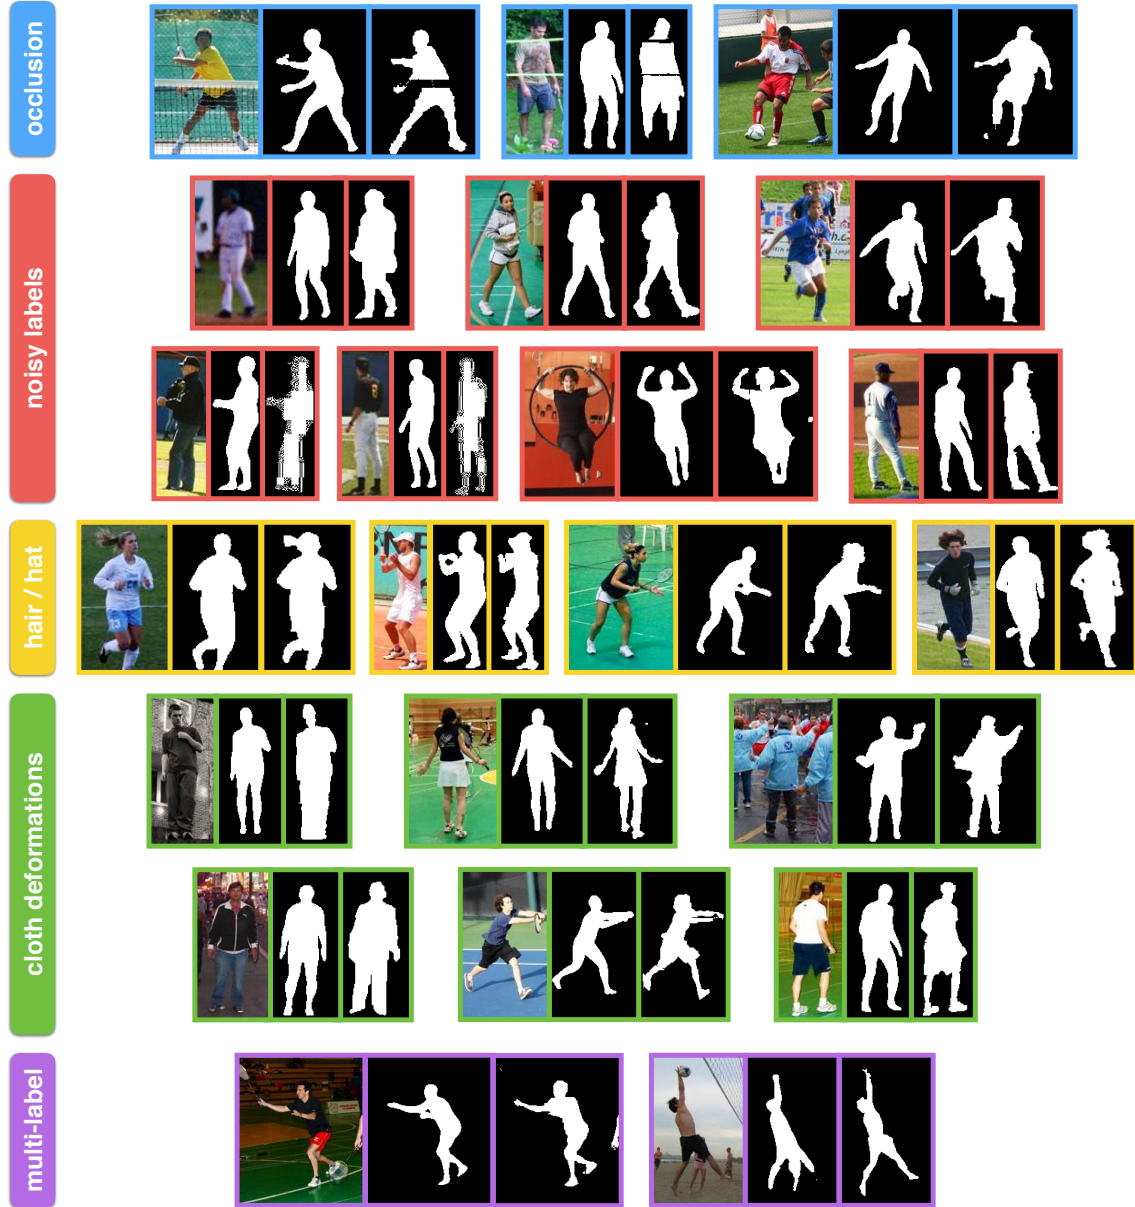 occlusion
noisy labels
hair / hat
cloth deformations
multi-label